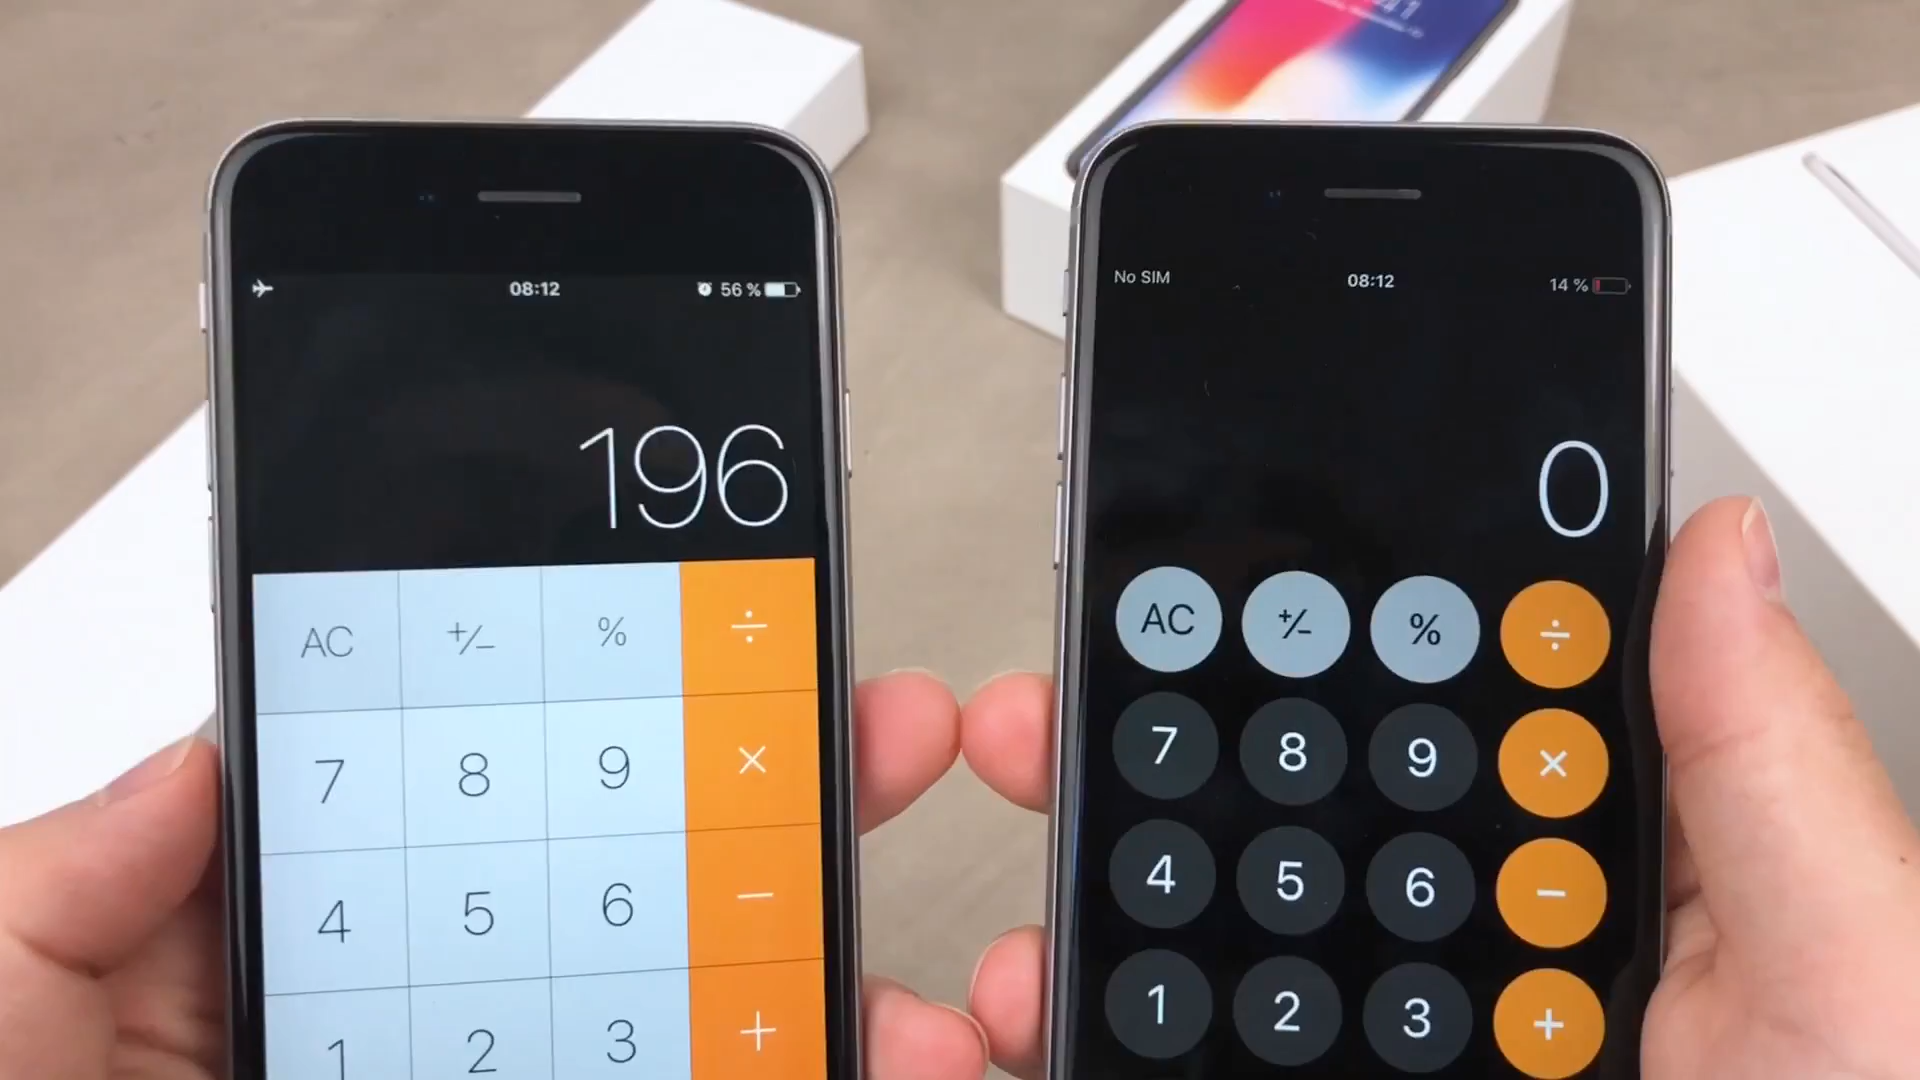 08:12
56 %
196
AC +/- % ÷
7 8 9 ×
4 5 6 −
1 2 3 +
No SIM 08:12 14 %
0
AC +/- % ÷
7 8 9 ×
4 5 6 −
1 2 3 +